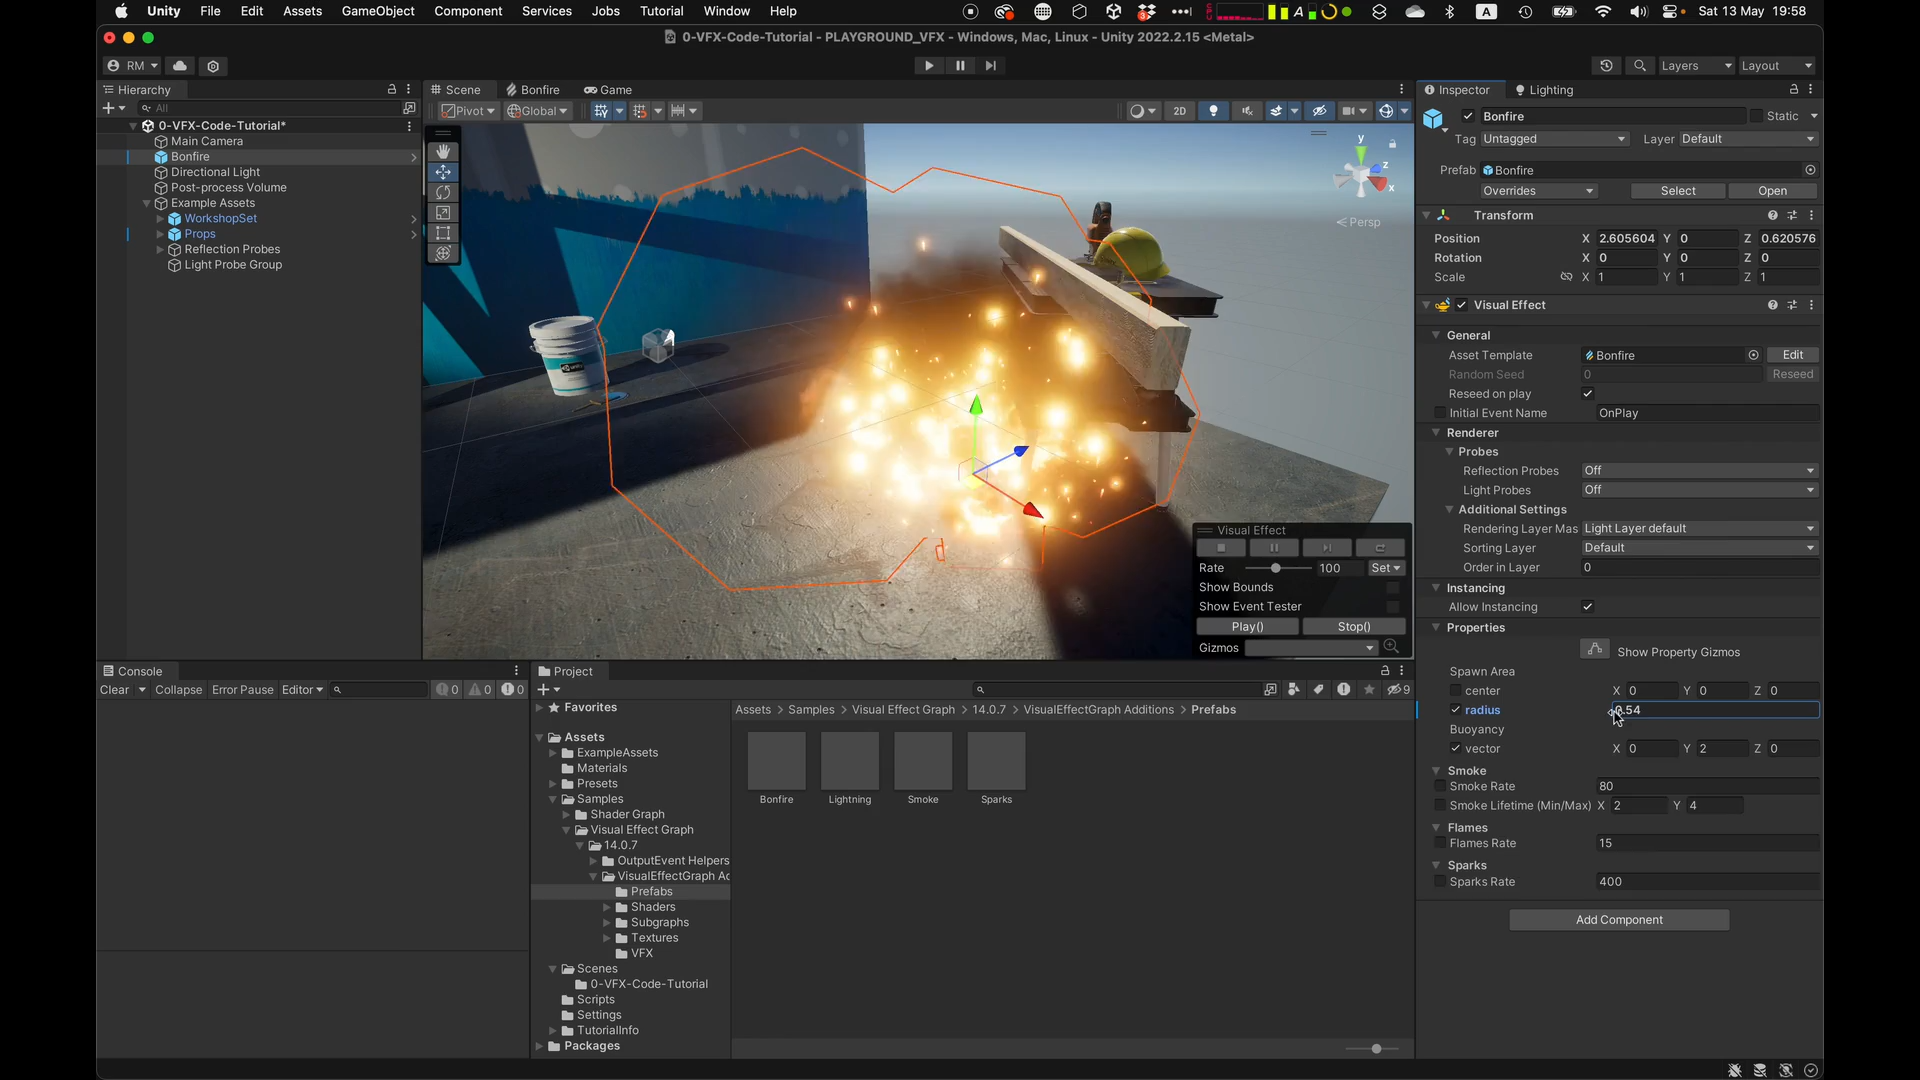 Unity File Edit Assets GameObject Component Services Jobs Tutorial Window Help
A Sat 13 May 19:58
0-VFX-Code-Tutorial - PLAYGROUND_VFX - Windows, Mac, Linux - Unity 2022.2.15 <Metal>
RM
Layers Layout
Hierarchy
All
0-VFX-Code-Tutorial*
Main Camera
Bonfire
Directional Light
Post-process Volume
Example Assets
WorkshopSet
Props
Reflection Probes
Light Probe Group
Scene Bonfire Game
Pivot Global
2D
y
z
x
Persp
Visual Effect
Rate 100 Set
Show Bounds
Show Event Tester
Play() Stop()
Gizmos
Inspector Lighting
Bonfire Static
Tag Untagged Layer Default
Prefab Bonfire
Overrides Select Open
Transform
Position X 2.605604 Y 0 Z 0.620576
Rotation X 0 Y 0 Z 0
Scale X 1 Y 1 Z 1
Visual Effect
General
Asset Template Bonfire Edit
Random Seed 0 Reseed
Reseed on play
Initial Event Name OnPlay
Renderer
Probes
Reflection Probes Off
Light Probes Off
Additional Settings
Rendering Layer Mas Light Layer default
Sorting Layer Default
Order in Layer 0
Instancing
Allow Instancing
Properties
Show Property Gizmos
Spawn Area
center X 0 Y 0 Z 0
radius 0.54
Buoyancy
vector X 0 Y 2 Z 0
Smoke
Smoke Rate 80
Smoke Lifetime (Min/Max) X 2 Y 4
Flames
Flames Rate 15
Sparks
Sparks Rate 400
Add Component
Console
Clear Collapse Error Pause Editor 0 0 0
Project
9
Favorites
Assets
ExampleAssets
Materials
Presets
Samples
Shader Graph
Visual Effect Graph
14.0.7
OutputEvent Helpers
VisualEffectGraph Ad
Prefabs
Shaders
Subgraphs
Textures
VFX
Scenes
0-VFX-Code-Tutorial
Scripts
Settings
TutorialInfo
Packages
Assets > Samples > Visual Effect Graph > 14.0.7 > VisualEffectGraph Additions > Prefabs
Bonfire Lightning Smoke Sparks